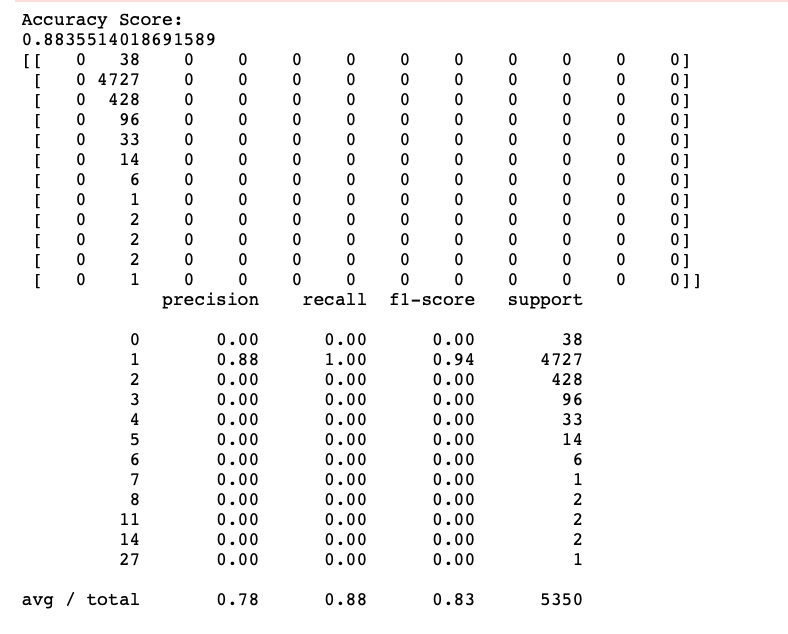 Accuracy Score:
0.8835514018691589
[[    0   38    0    0    0    0    0    0    0    0    0    0]
 [    0 4727    0    0    0    0    0    0    0    0    0    0]
 [    0  428    0    0    0    0    0    0    0    0    0    0]
 [    0   96    0    0    0    0    0    0    0    0    0    0]
 [    0   33    0    0    0    0    0    0    0    0    0    0]
 [    0   14    0    0    0    0    0    0    0    0    0    0]
 [    0    6    0    0    0    0    0    0    0    0    0    0]
 [    0    1    0    0    0    0    0    0    0    0    0    0]
 [    0    2    0    0    0    0    0    0    0    0    0    0]
 [    0    2    0    0    0    0    0    0    0    0    0    0]
 [    0    2    0    0    0    0    0    0    0    0    0    0]
 [    0    1    0    0    0    0    0    0    0    0    0    0]]
             precision    recall  f1-score   support
          0       0.00      0.00      0.00        38
          1       0.88      1.00      0.94      4727
          2       0.00      0.00      0.00       428
          3       0.00      0.00      0.00        96
          4       0.00      0.00      0.00        33
          5       0.00      0.00      0.00        14
          6       0.00      0.00      0.00         6
          7       0.00      0.00      0.00         1
          8       0.00      0.00      0.00         2
         11       0.00      0.00      0.00         2
         14       0.00      0.00      0.00         2
         27       0.00      0.00      0.00         1
avg / total       0.78      0.88      0.83      5350